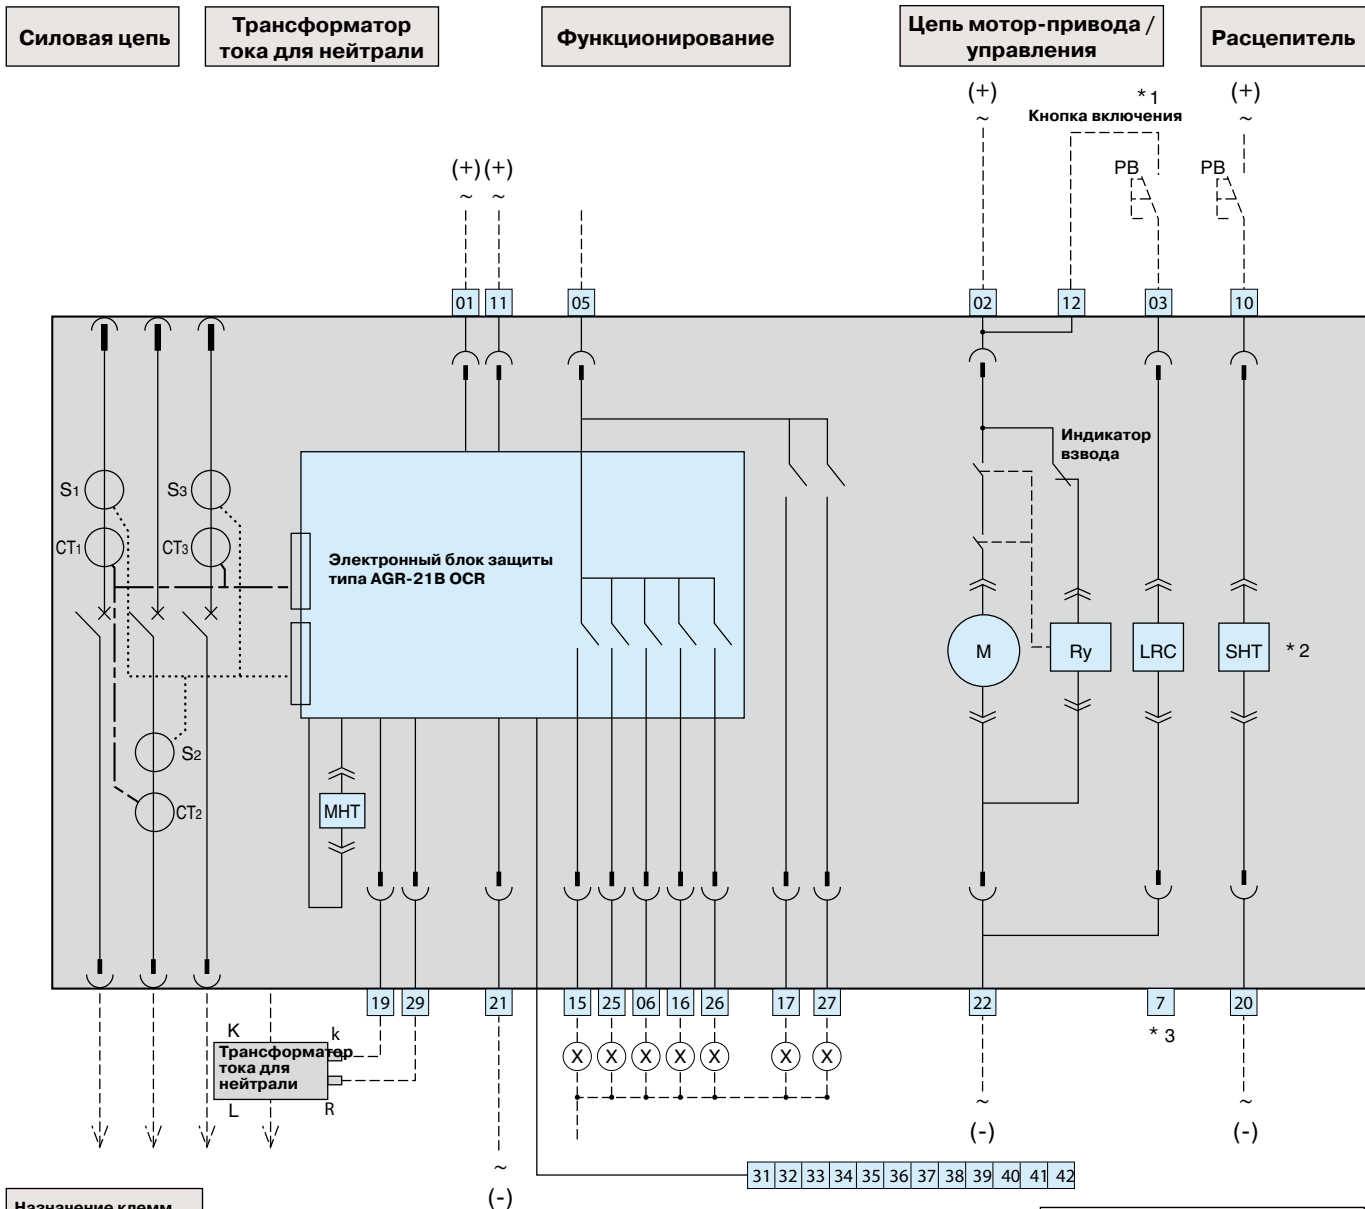 Силовая цепь
Трансформатор
тока для нейтрали
Функционирование
Цепь мотор-привода /
управления
Расцепитель
(+)
~
* 1
Кнопка включения
(+)
~
(+) (+)
~ ~
PB
PB
01 11 05 02 12 03 10
Индикатор
взвода
S1
S3
CT1
CT3
Электронный блок защиты
типа AGR-21B OCR
M
Ry
LRC
SHT
* 2
S2
CT2
MHT
19 29 21 15 25 06 16 26 17 27 22 7 20
* 3
K
k
Трансформатор
тока для
нейтрали
L
R
X X X X X X X
~
(-)
~
(-)
~
(-)
31 32 33 34 35 36 37 38 39 40 41 42